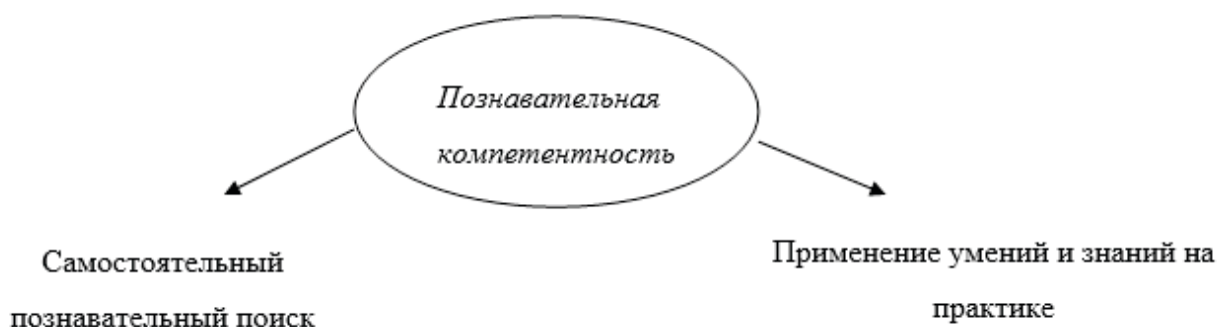 Познавательная
компетентность
Самостоятельный
познавательный поиск
Применение умений и знаний на
практике